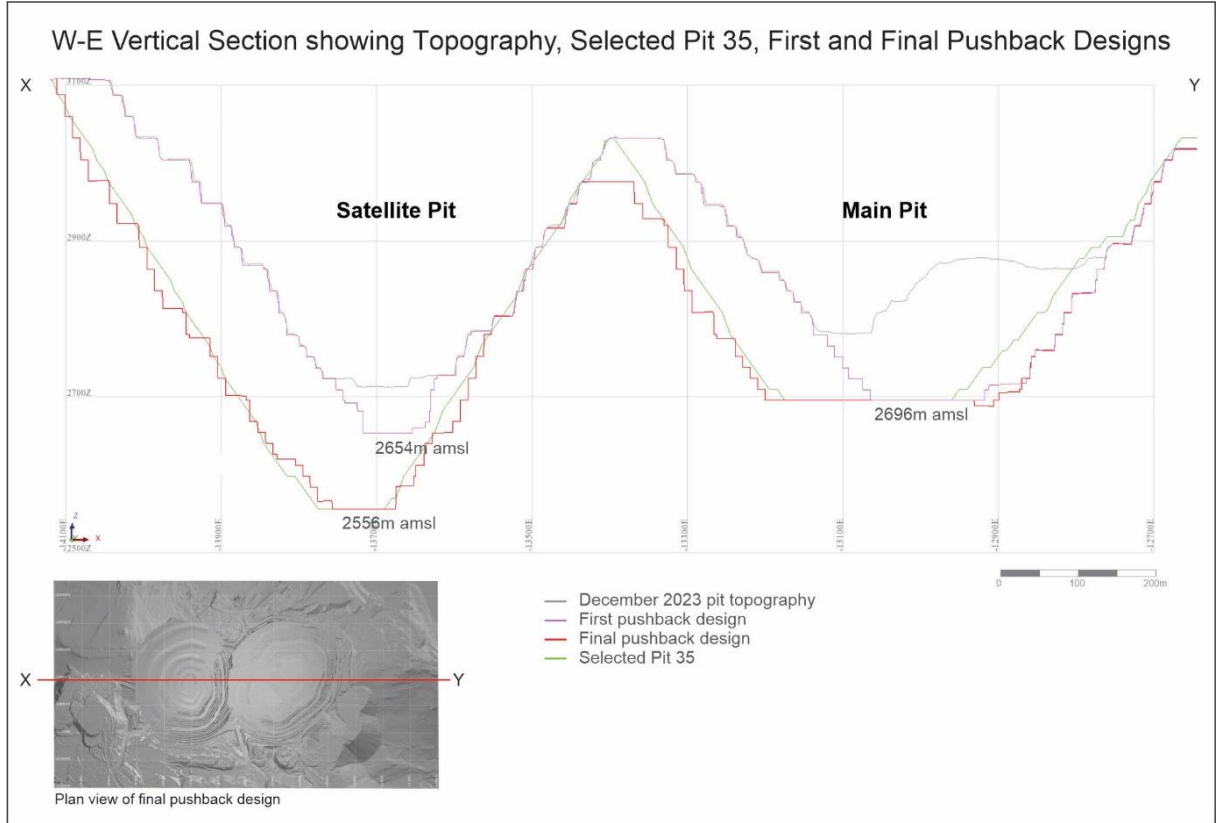 W-E Vertical Section showing Topography, Selected Pit 35, First and Final Pushback Designs
X
Y
3100Z
Satellite Pit
Main Pit
2900Z
2700Z
2696m amsl
2654m amsl
2556m amsl
-14100E
-13900E
-13700E
-13500E
-13300E
-13100E
-12900E
-12700E
2500Z
Z
X
0 100 200m
December 2023 pit topography
First pushback design
Final pushback design
Selected Pit 35
X
Y
Plan view of final pushback design